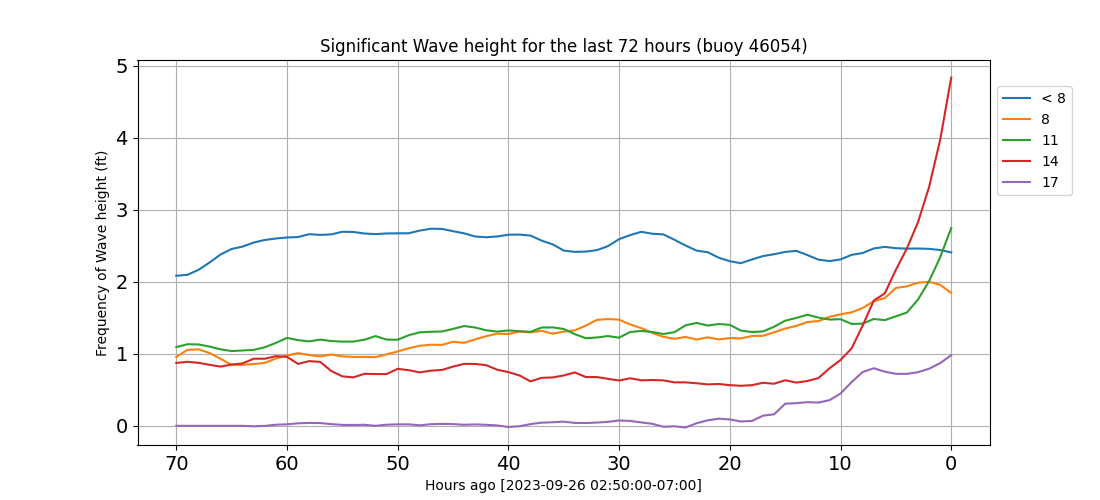 Significant Wave height for the last 72 hours (buoy 46054)
Frequency of Wave height (ft)
5
4
3
2
1
0
70 60 50 40 30 20 10 0
Hours ago [2023-09-26 02:50:00-07:00]
< 8
8
11
14
17